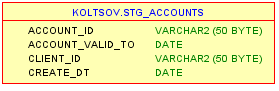 KOLTSOV.STG_ACCOUNTS
ACCOUNT_ID VARCHAR2 (50 BYTE)
ACCOUNT_VALID_TO DATE
CLIENT_ID VARCHAR2 (50 BYTE)
CREATE_DT DATE